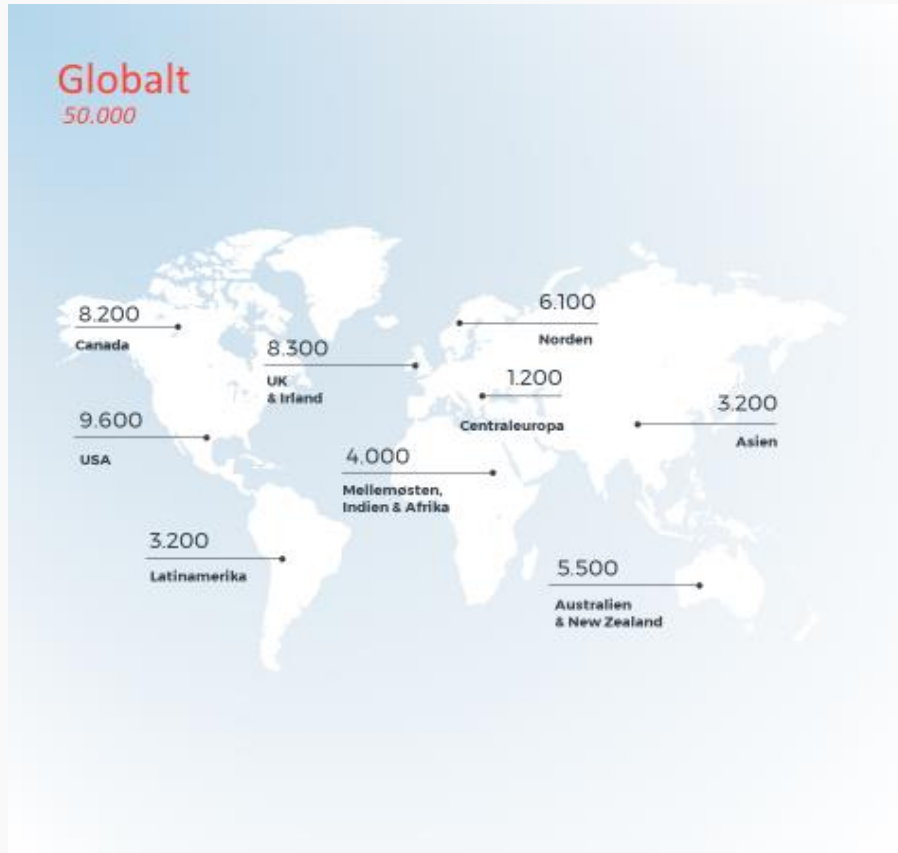 Globalt
50.000
8.200
Canada
6.100
Norden
8.300
UK
& Irland
1.200
Centraleuropa
3.200
Asien
9.600
USA
4.000
Mellemøsten,
Indien & Afrika
3.200
Latinamerika
5.500
Australien
& New Zealand